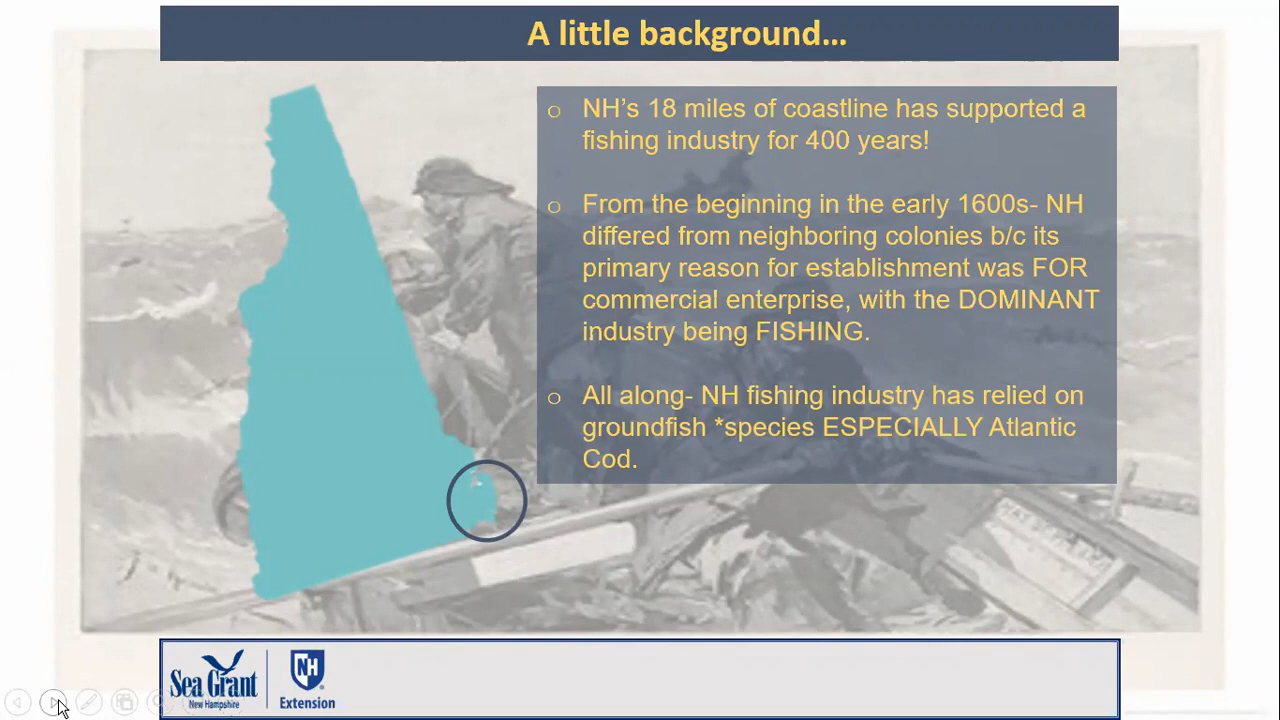 A little background...
○ NH's 18 miles of coastline has supported a
fishing industry for 400 years!
○ From the beginning in the early 1600s- NH
differed from neighboring colonies b/c its
primary reason for establishment was FOR
commercial enterprise, with the DOMINANT
industry being FISHING.
○ All along- NH fishing industry has relied on
groundfish *species ESPECIALLY Atlantic
Cod.
Sea Grant
New Hampshire
NH
Extension